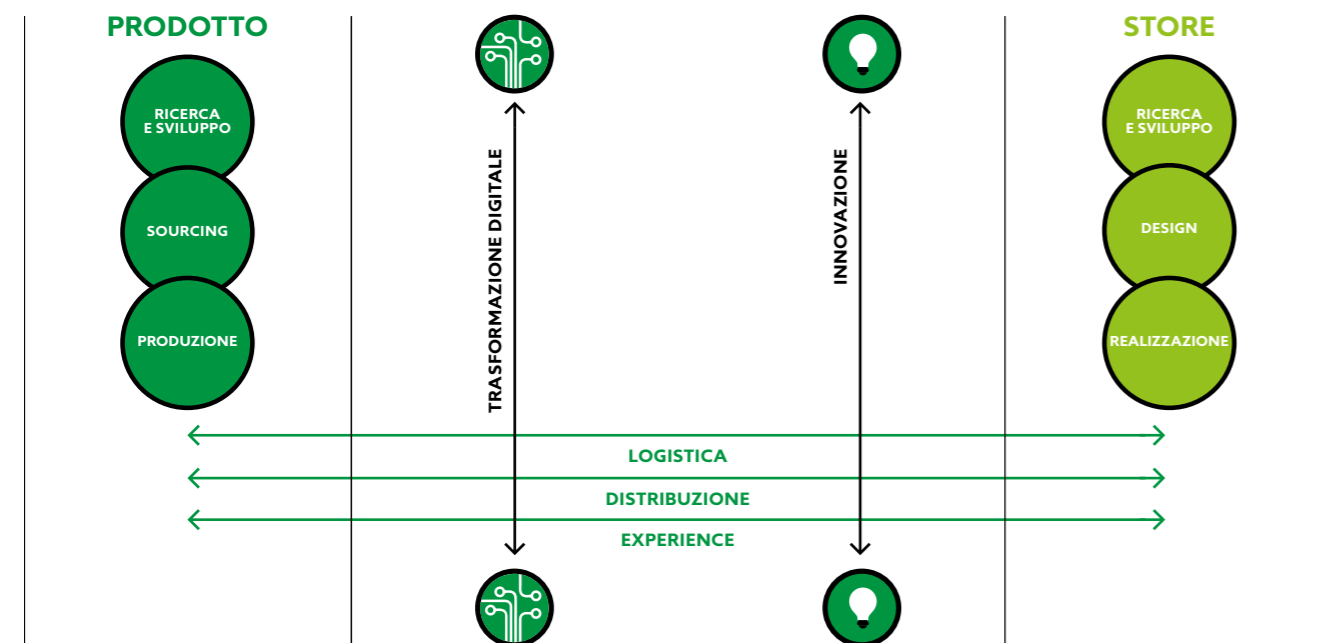 PRODOTTO
RICERCA
E SVILUPPO
SOURCING
PRODUZIONE
TRASFORMAZIONE DIGITALE
INNOVAZIONE
STORE
RICERCA
E SVILUPPO
DESIGN
REALIZZAZIONE
LOGISTICA
DISTRIBUZIONE
EXPERIENCE